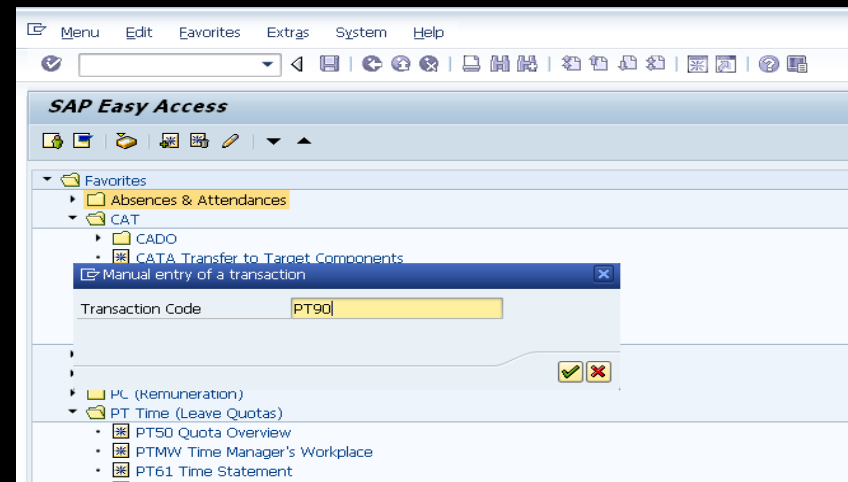 Menu Edit Favorites Extras System Help
SAP Easy Access
Favorites
Absences & Attendances
CAT
CADO
CATA Transfer to Target Components
Manual entry of a transaction
Transaction Code PT90
PC (Remuneration)
PT Time (Leave Quotas)
PT50 Quota Overview
PTMW Time Manager's Workplace
PT61 Time Statement